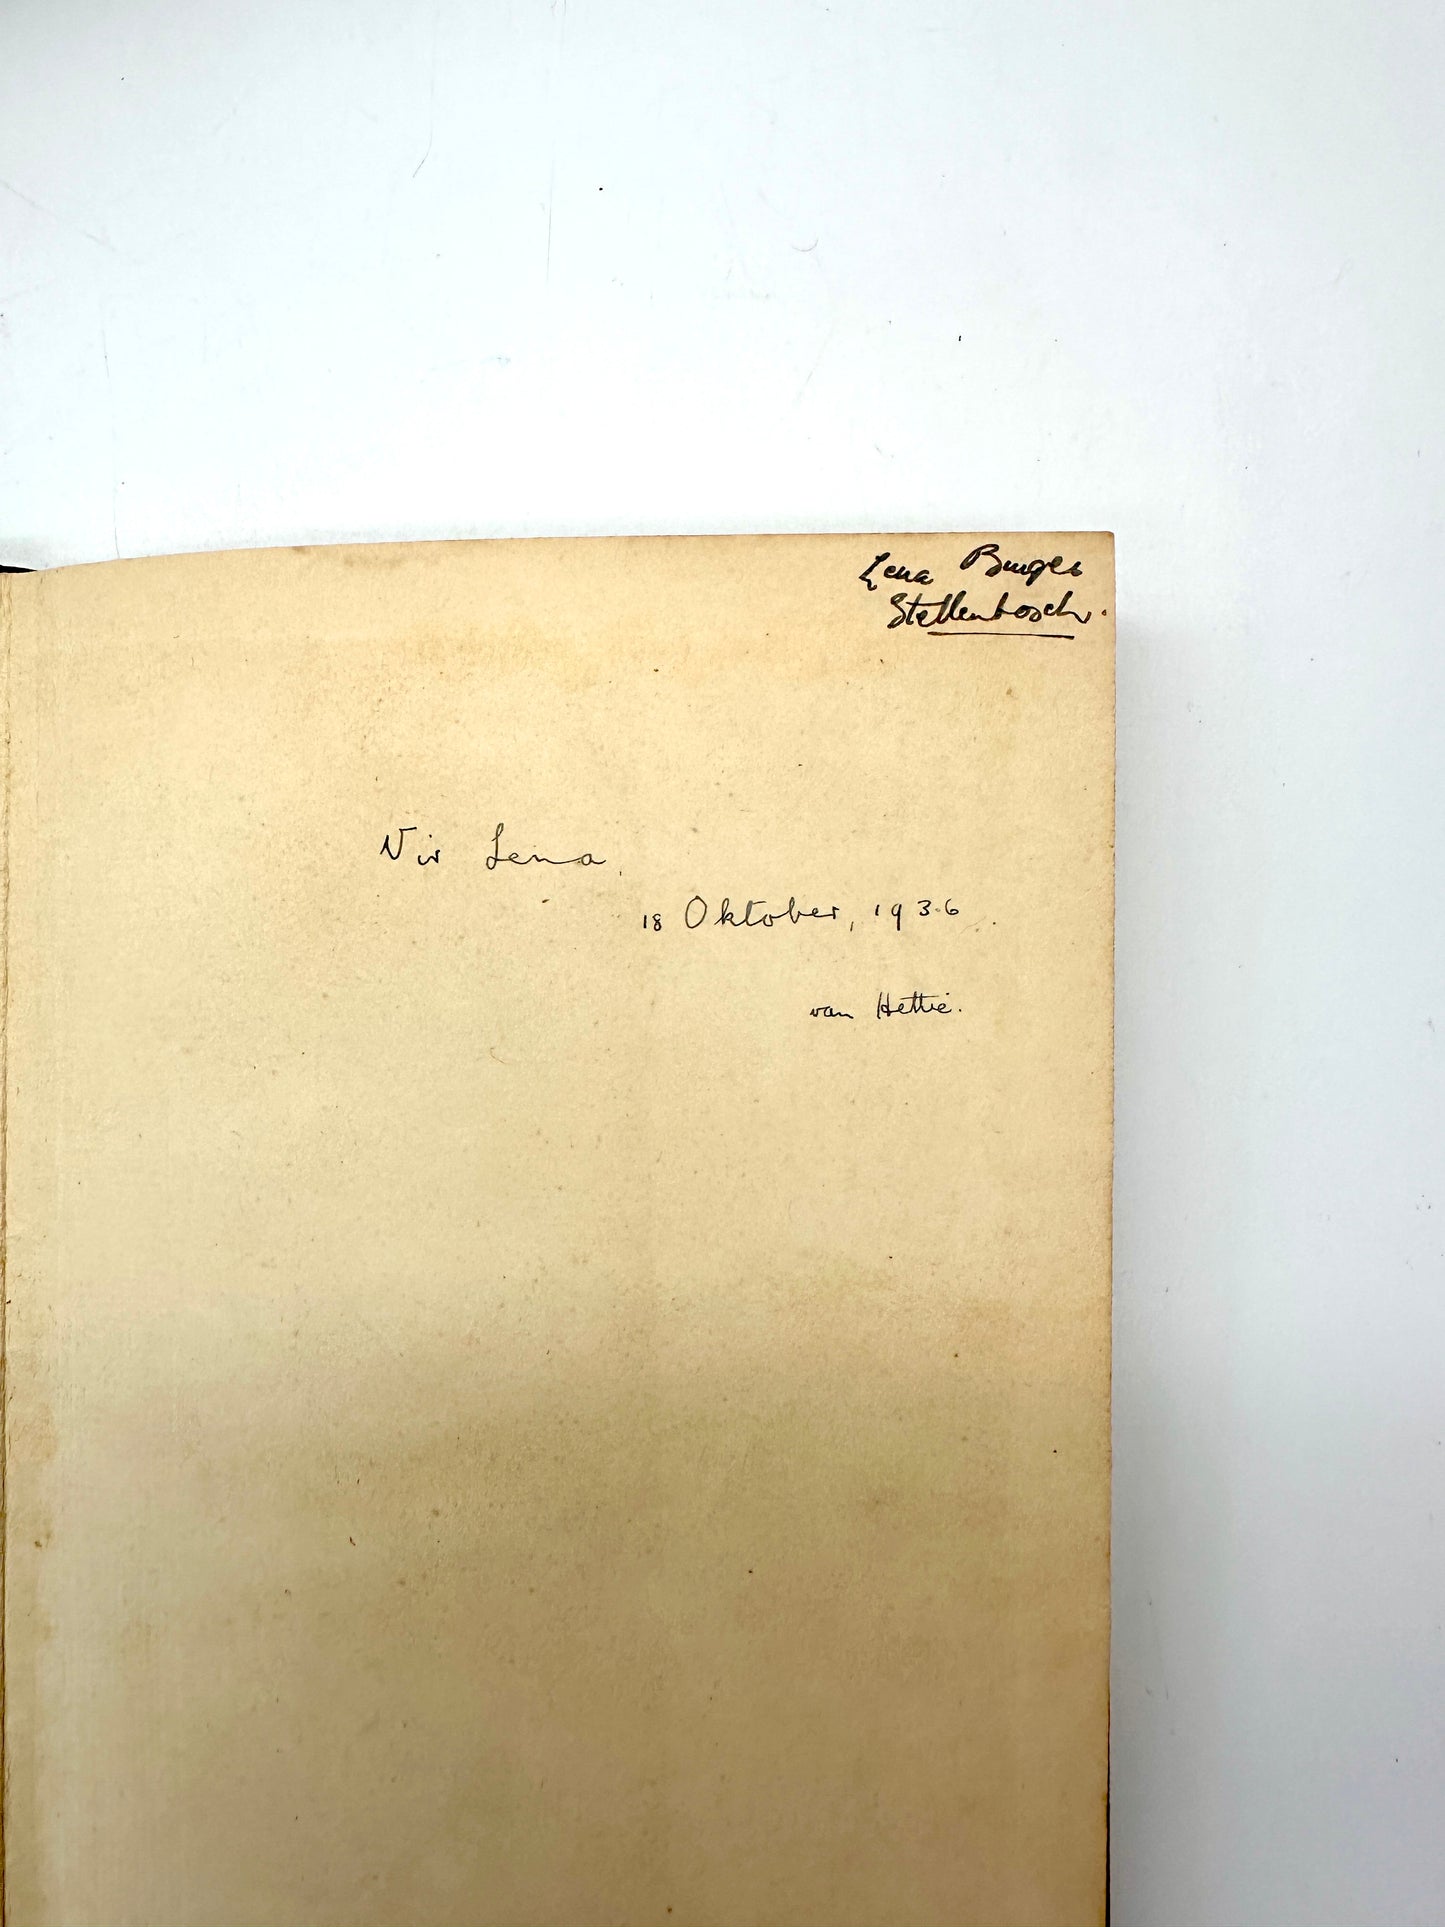 Lena Burger
Stellenbosch.
Vir Lena,
18 Oktober, 1936.
van Hettie.